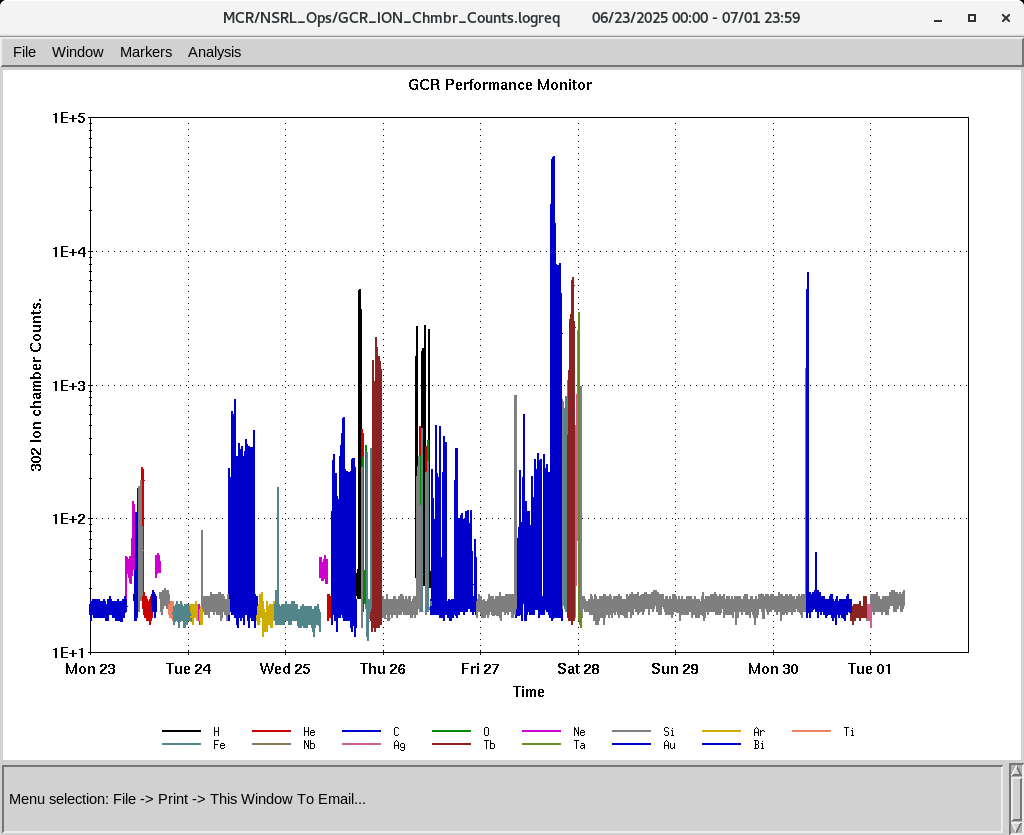 MCR/NSRL_Ops/GCR_ION_Chmbr_Counts.logreq 06/23/2025 00:00 - 07/01 23:59
File Window Markers Analysis
GCR Performance Monitor
1E+5
1E+4
1E+3
1E+2
1E+1
302 Ion chamber Counts.
Mon 23 Tue 24 Wed 25 Thu 26 Fri 27 Sat 28 Sun 29 Mon 30 Tue 01
Time
H He C O Ne Si Ar Ti
Fe Nb Ag Tb Ta Au Bi
Menu selection: File -> Print -> This Window To Email...